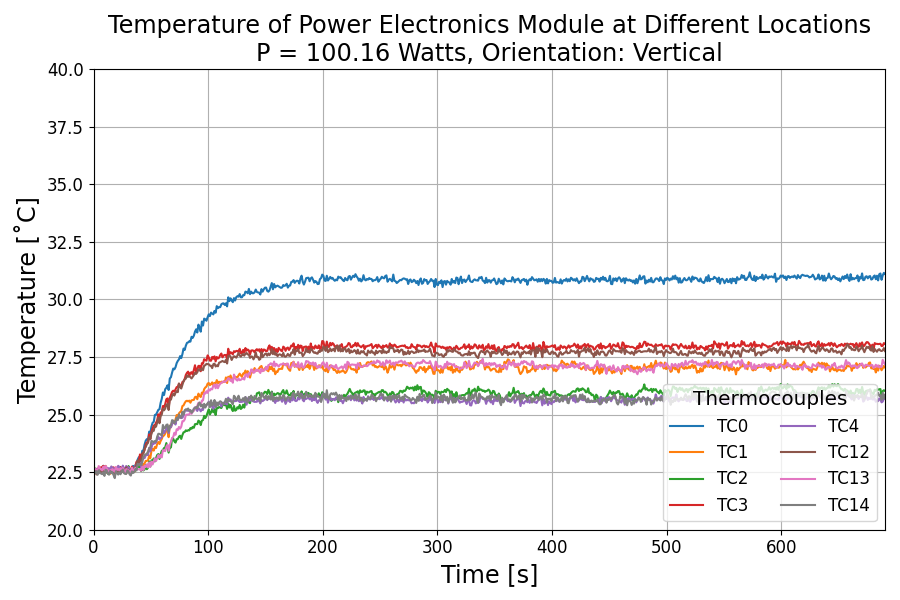 Temperature of Power Electronics Module at Different Locations
P = 100.16 Watts, Orientation: Vertical
Temperature [˚C]
40.0
37.5
35.0
32.5
30.0
27.5
25.0
22.5
20.0
0 100 200 300 400 500 600
Time [s]
Thermocouples
TC0 TC4
TC1 TC12
TC2 TC13
TC3 TC14